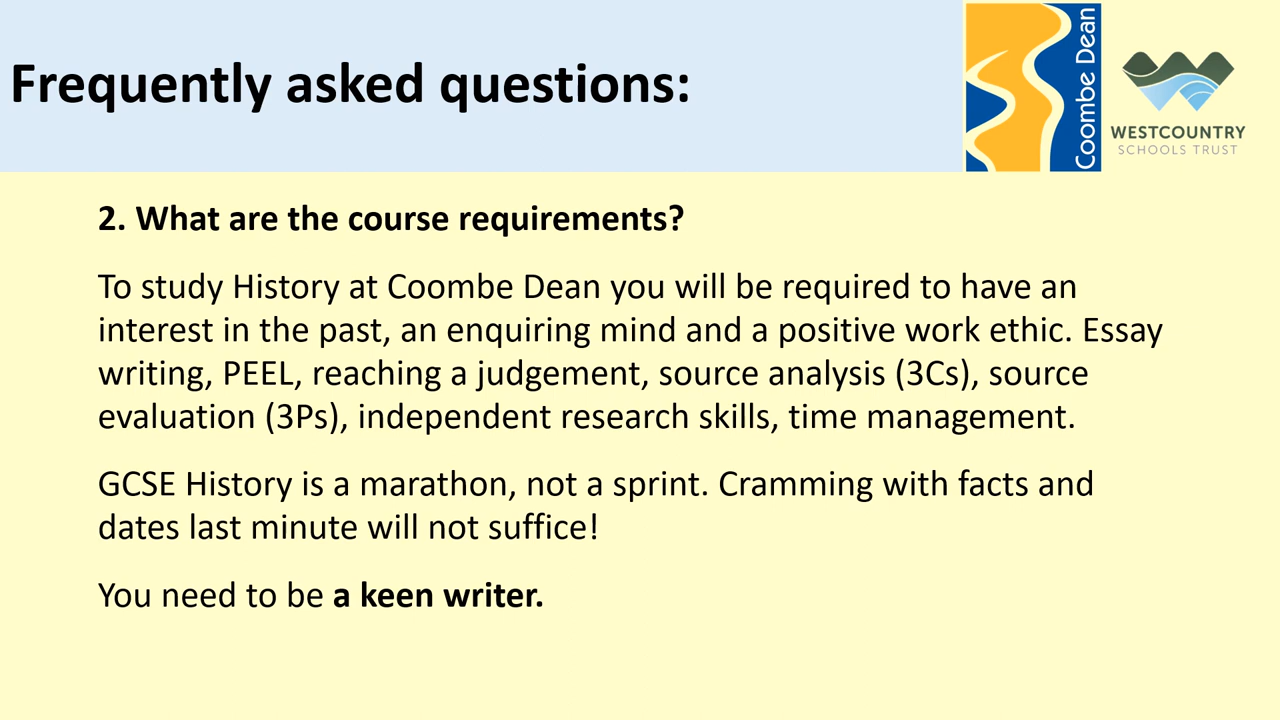 Frequently asked questions:
Coombe Dean
WESTCOUNTRY
SCHOOLS TRUST
2. What are the course requirements?
To study History at Coombe Dean you will be required to have an
interest in the past, an enquiring mind and a positive work ethic. Essay
writing, PEEL, reaching a judgement, source analysis (3Cs), source
evaluation (3Ps), independent research skills, time management.
GCSE History is a marathon, not a sprint. Cramming with facts and
dates last minute will not suffice!
You need to be a keen writer.